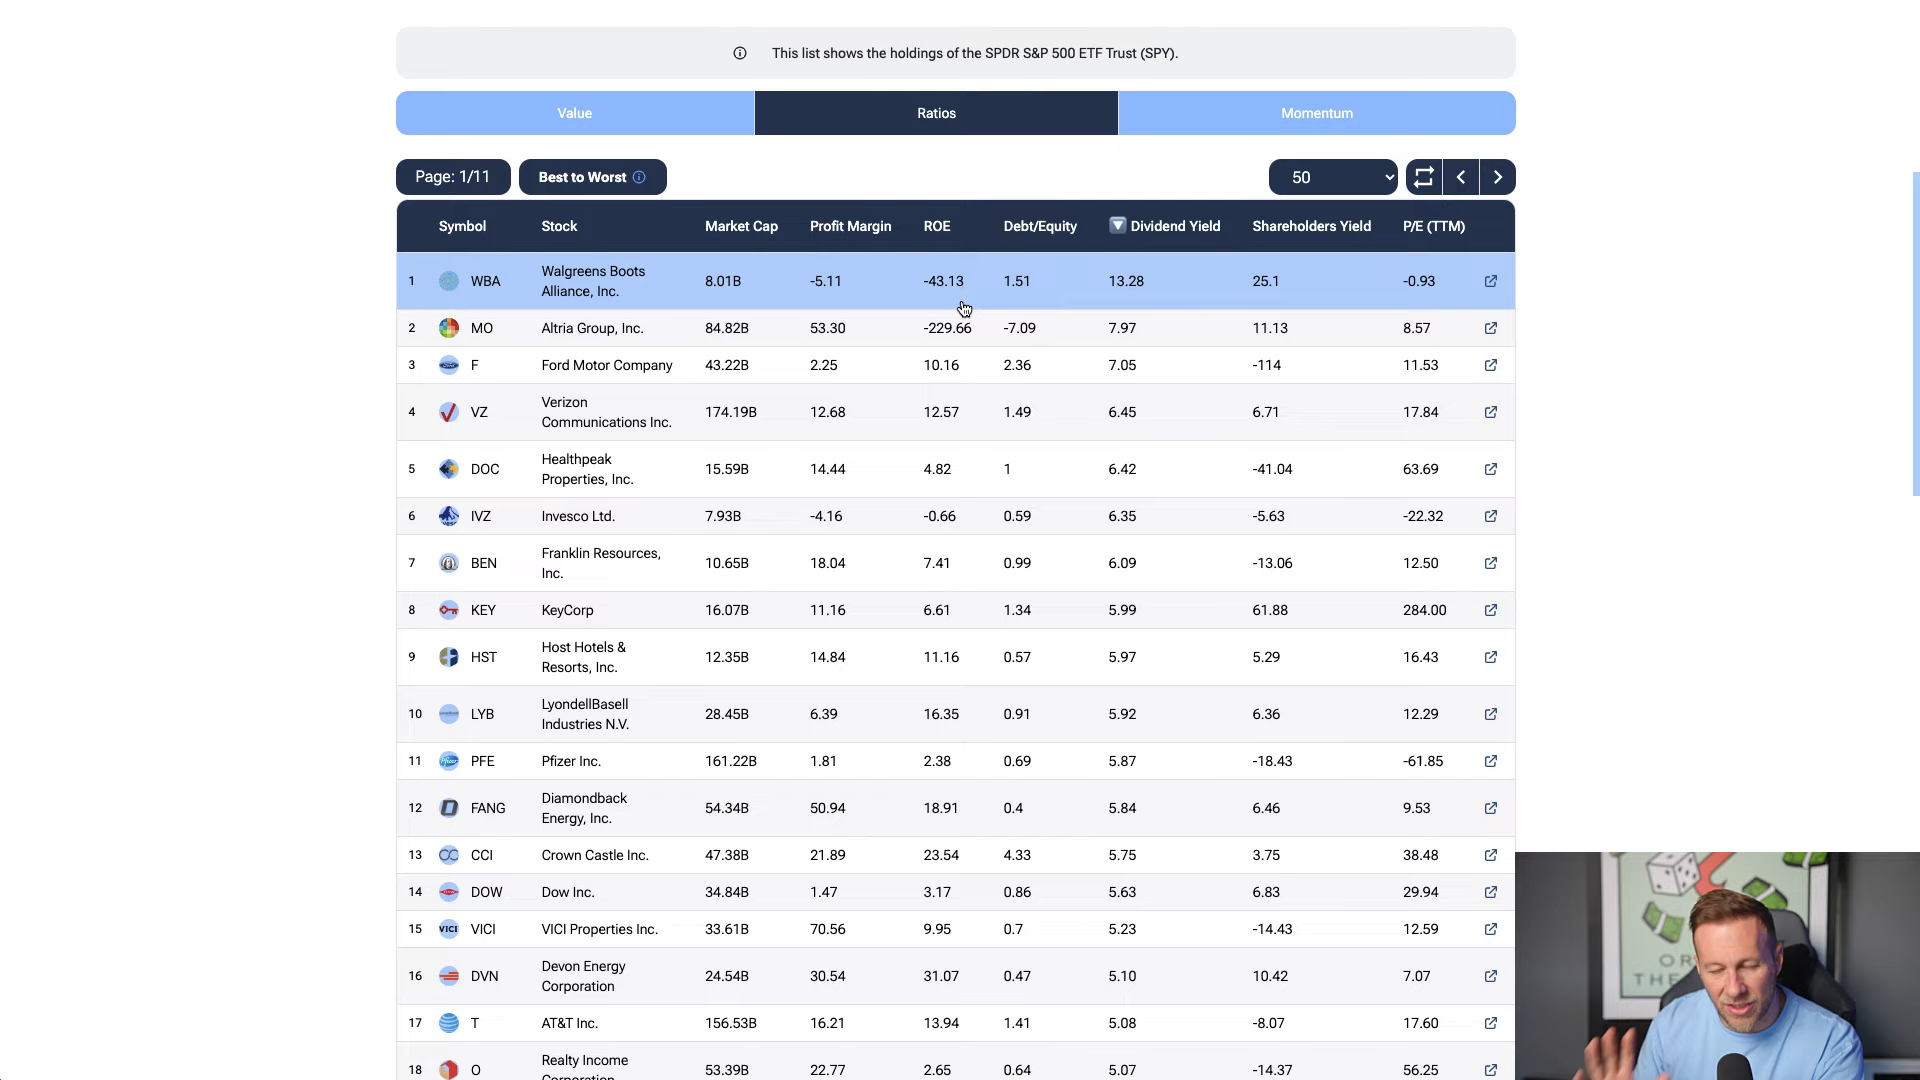 This list shows the holdings of the SPDR S&P 500 ETF Trust (SPY).
Value Ratios Momentum
Page: 1/11 Best to Worst 50
Symbol Stock Market Cap Profit Margin ROE Debt/Equity Dividend Yield Shareholders Yield P/E (TTM)
1 WBA Walgreens Boots Alliance, Inc. 8.01B -5.11 -43.13 1.51 13.28 25.1 -0.93
2 MO Altria Group, Inc. 84.82B 53.30 -229.66 -7.09 7.97 11.13 8.57
3 F Ford Motor Company 43.22B 2.25 10.16 2.36 7.05 -114 11.53
4 VZ Verizon Communications Inc. 174.19B 12.68 12.57 1.49 6.45 6.71 17.84
5 DOC Healthpeak Properties, Inc. 15.59B 14.44 4.82 1 6.42 -41.04 63.69
6 IVZ Invesco Ltd. 7.93B -4.16 -0.66 0.59 6.35 -5.63 -22.32
7 BEN Franklin Resources, Inc. 10.65B 18.04 7.41 0.99 6.09 -13.06 12.50
8 KEY KeyCorp 16.07B 11.16 6.61 1.34 5.99 61.88 284.00
9 HST Host Hotels & Resorts, Inc. 12.35B 14.84 11.16 0.57 5.97 5.29 16.43
10 LYB LyondellBasell Industries N.V. 28.45B 6.39 16.35 0.91 5.92 6.36 12.29
11 PFE Pfizer Inc. 161.22B 1.81 2.38 0.69 5.87 -18.43 -61.85
12 FANG Diamondback Energy, Inc. 54.34B 50.94 18.91 0.4 5.84 6.46 9.53
13 CCI Crown Castle Inc. 47.38B 21.89 23.54 4.33 5.75 3.75 38.48
14 DOW Dow Inc. 34.84B 1.47 3.17 0.86 5.63 6.83 29.94
15 VICI VICI VICI Properties Inc. 33.61B 70.56 9.95 0.7 5.23 -14.43 12.59
16 DVN Devon Energy Corporation 24.54B 30.54 31.07 0.47 5.10 10.42 7.07
17 T AT&T Inc. 156.53B 16.21 13.94 1.41 5.08 -8.07 17.60
18 O Realty Income Corporation 53.39B 22.77 2.65 0.64 5.07 -14.37 56.25
OR
THE